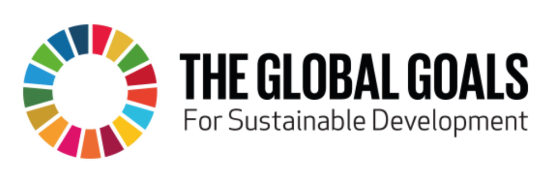 THE GLOBAL GOALS
For Sustainable Development